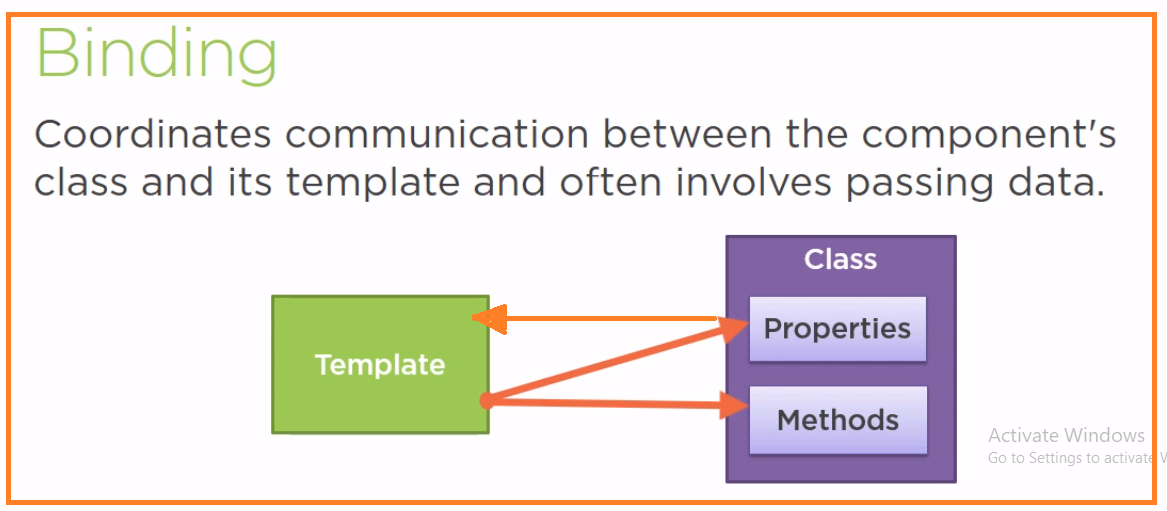 Binding
Coordinates communication between the component's
class and its template and often involves passing data.
Class
Properties
Template
Methods
Activate Windows
Go to Settings to activate W